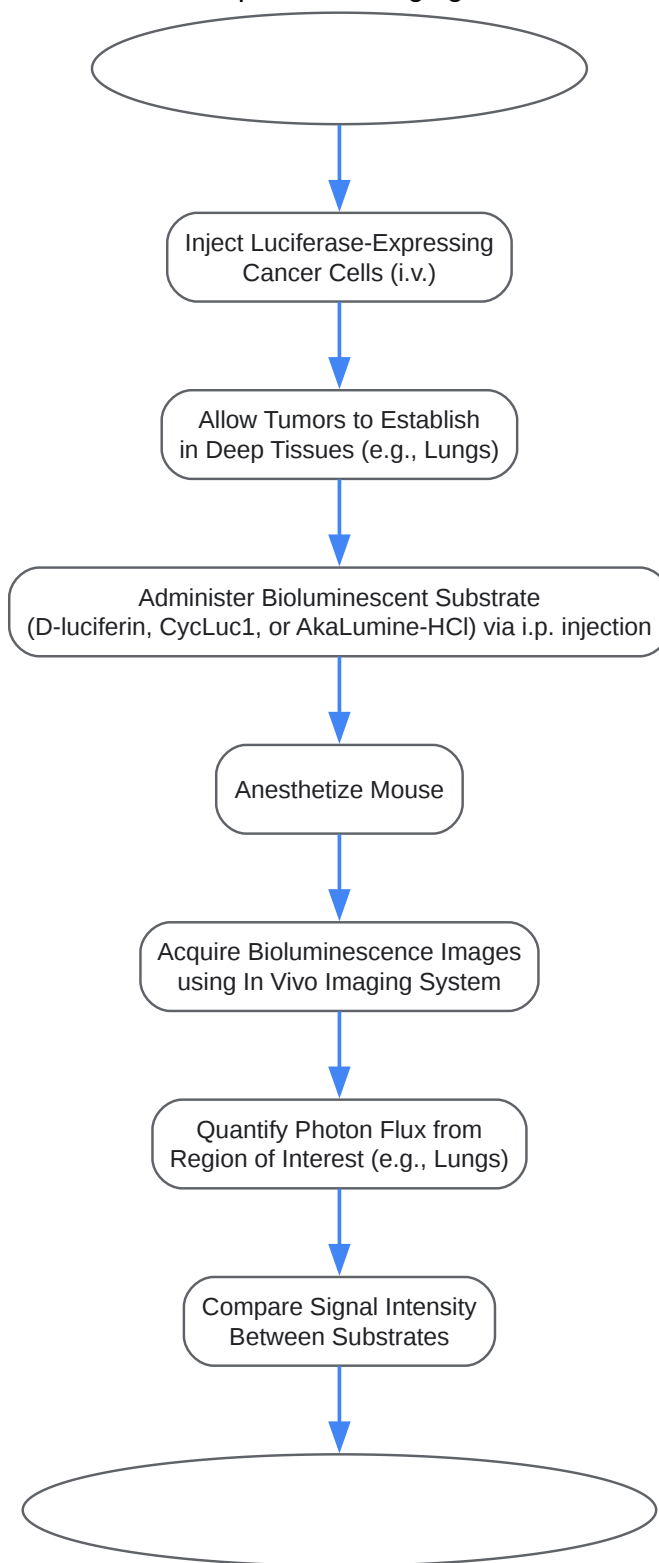 Inject Luciferase-Expressing
Cancer Cells (i.v.)
Allow Tumors to Establish
in Deep Tissues (e.g., Lungs)
Administer Bioluminescent Substrate
(D-luciferin, CycLuc1, or AkaLumine-HCl) via i.p. injection
Anesthetize Mouse
Acquire Bioluminescence Images
using In Vivo Imaging System
Quantify Photon Flux from
Region of Interest (e.g., Lungs)
Compare Signal Intensity
Between Substrates